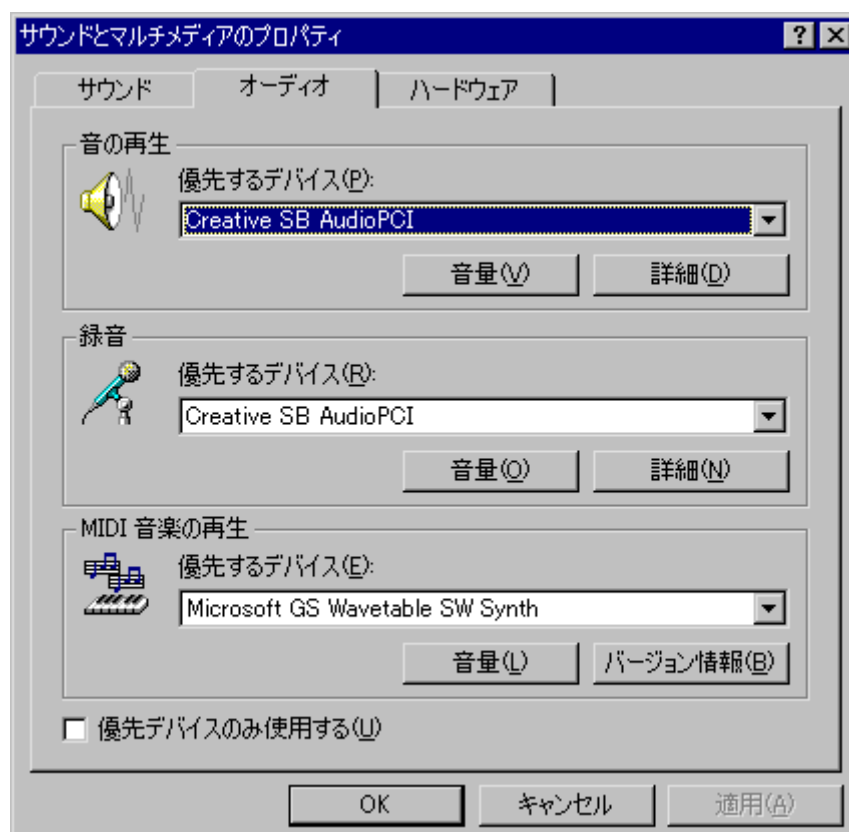 サウンドとマルチメディアのプロパティ
サウンド オーディオ ハードウェア
音の再生
優先するデバイス(P):
Creative SB AudioPCI
音量(V) 詳細(D)
録音
優先するデバイス(R):
Creative SB AudioPCI
音量(O) 詳細(N)
MIDI 音楽の再生
優先するデバイス(E):
Microsoft GS Wavetable SW Synth
音量(L) バージョン情報(B)
優先デバイスのみ使用する(U)
OK キャンセル 適用(A)